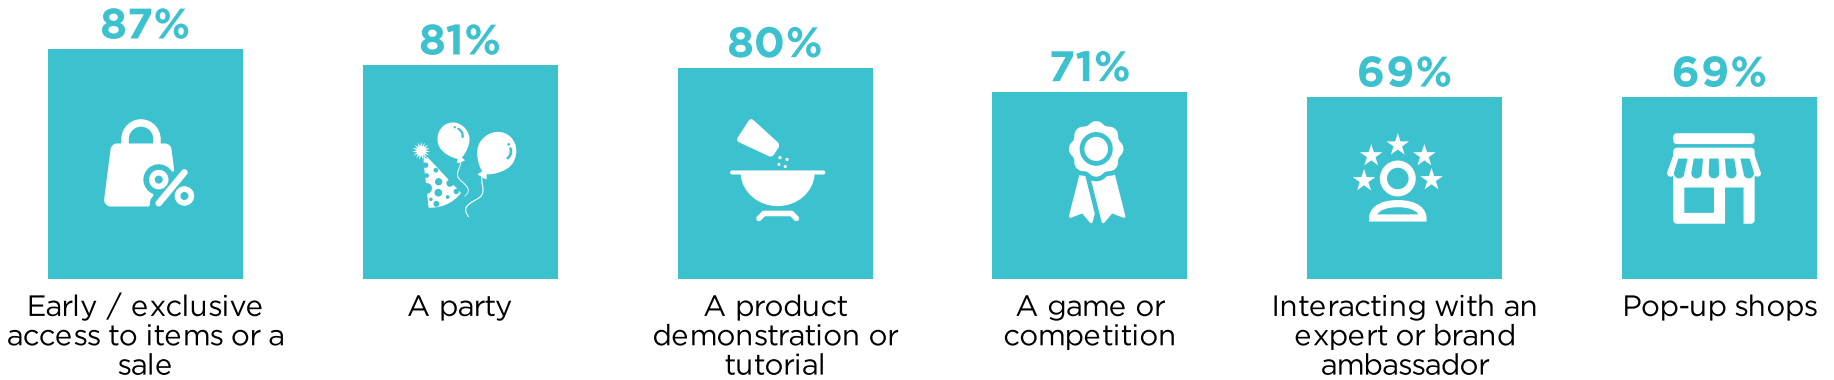 87%
Early / exclusive
access to items or a
sale
81%
A party
80%
A product
demonstration or
tutorial
71%
A game or
competition
69%
Interacting with an
expert or brand
ambassador
69%
Pop-up shops